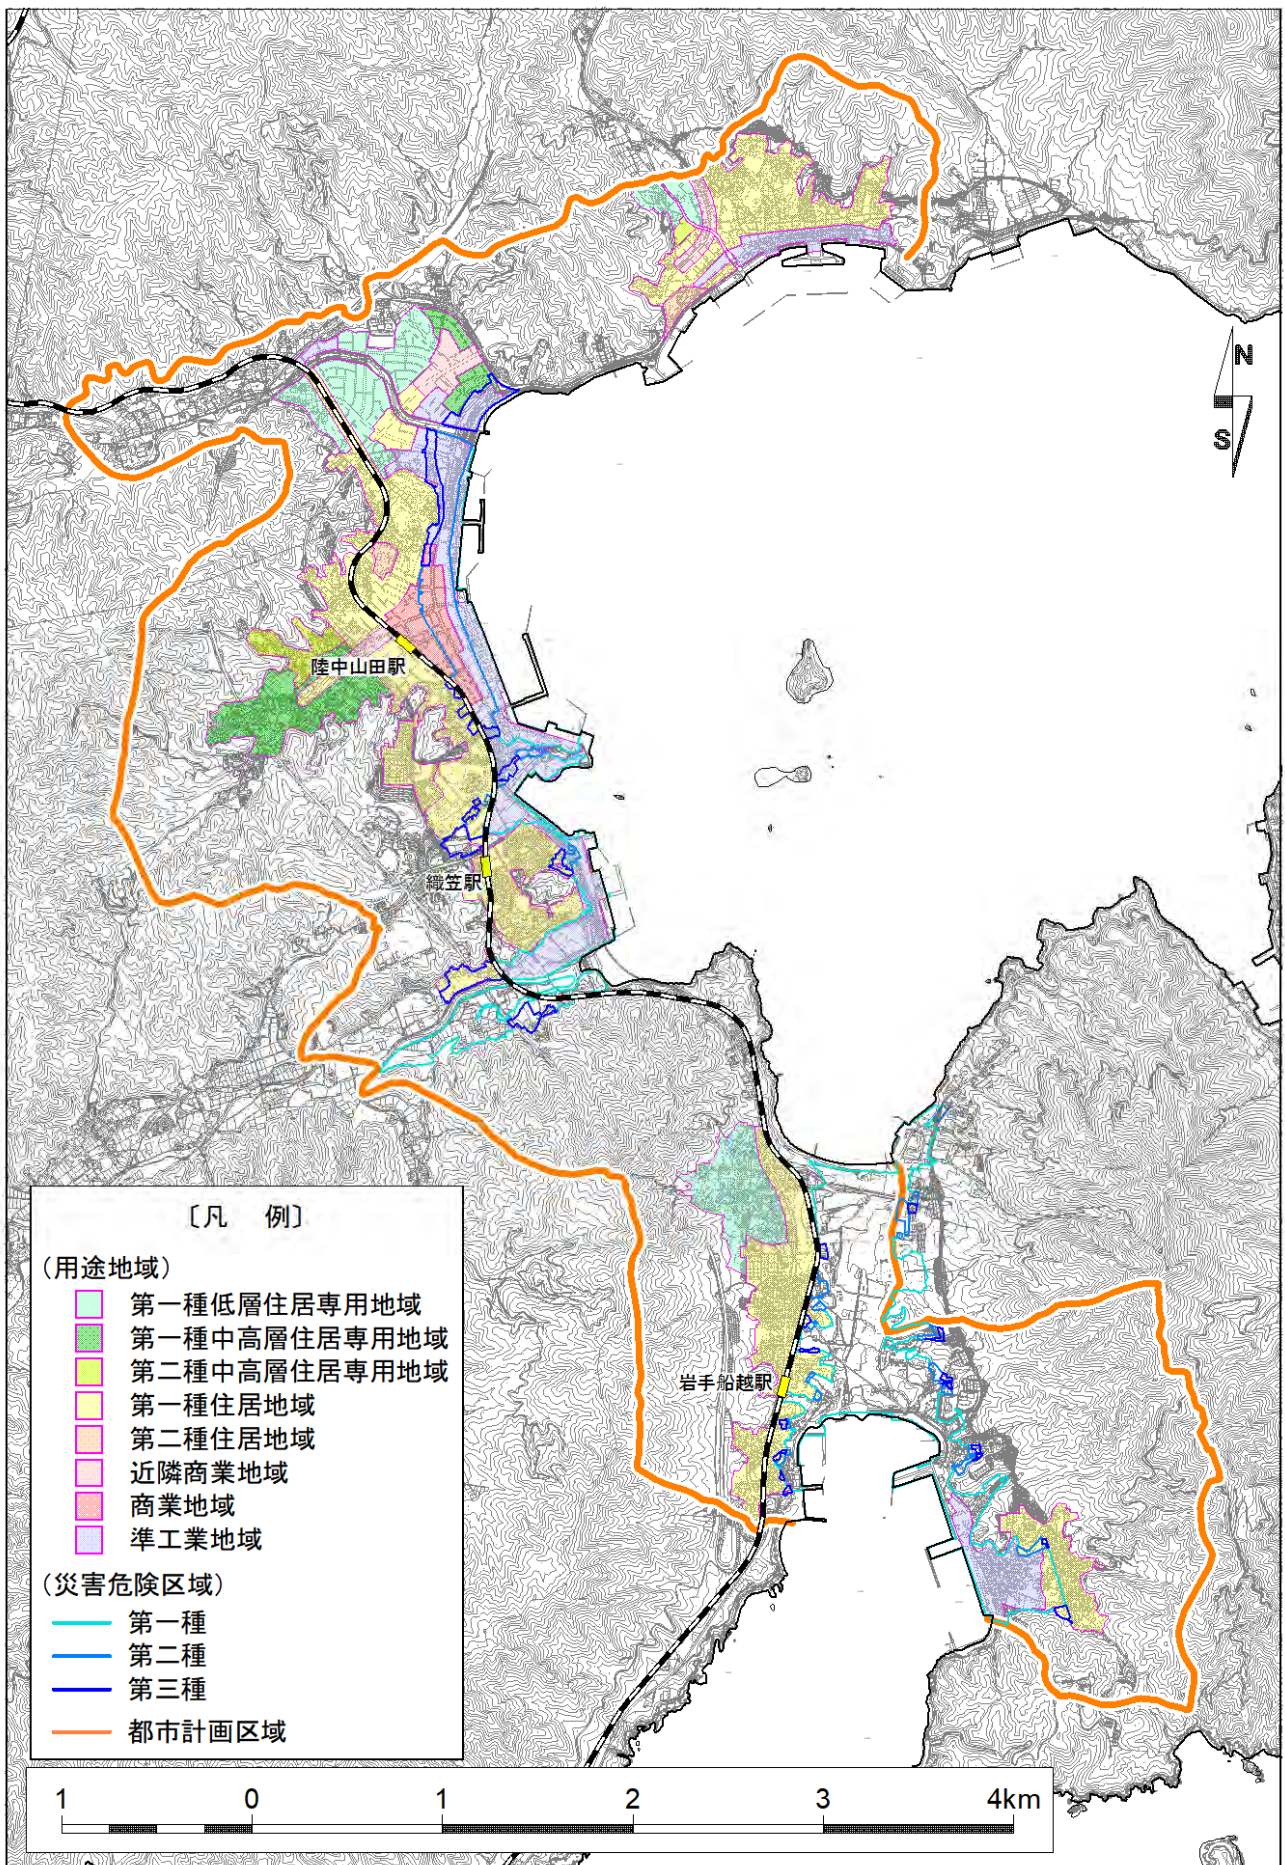 N
S
陸中山田駅
織笠駅
岩手船越駅
〔凡 例〕
(用途地域)
第一種低層住居専用地域
第一種中高層住居専用地域
第二種中高層住居専用地域
第一種住居地域
第二種住居地域
近隣商業地域
商業地域
準工業地域
(災害危険区域)
第一種
第二種
第三種
都市計画区域
1 0 1 2 3 4km